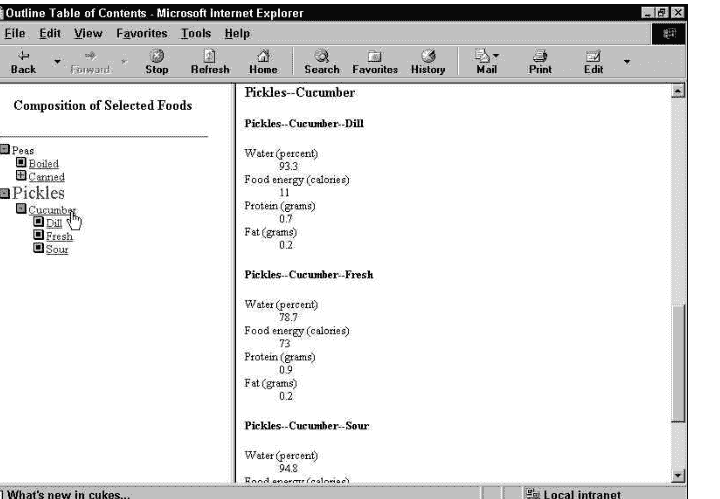 Outline Table of Contents - Microsoft Internet Explorer
File Edit View Favorites Tools Help
Back Forward Stop Refresh Home Search Favorites History Mail Print Edit
Composition of Selected Foods
Peas
Boiled
Canned
Pickles
Cucumber
Dill
Fresh
Sour
Pickles--Cucumber
Pickles--Cucumber--Dill
Water (percent)
93.3
Food energy (calories)
11
Protein (grams)
0.7
Fat (grams)
0.2
Pickles--Cucumber--Fresh
Water (percent)
78.7
Food energy (calories)
73
Protein (grams)
0.9
Fat (grams)
0.2
Pickles--Cucumber--Sour
Water (percent)
94.8
Food energy (calories)
What's new in cukes...
Local intranet